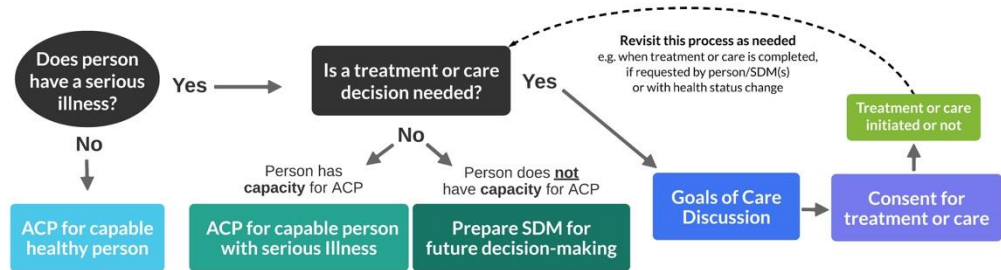 Does person
have a serious
illness?
Yes
No
ACP for capable
healthy person
Is a treatment or care
decision needed?
Yes
No
Person has
capacity for ACP
Person does not
have capacity for ACP
ACP for capable person
with serious Illness
Prepare SDM for
future decision-making
Revisit this process as needed
e.g. when treatment or care is completed,
if requested by person/SDM(s)
or with health status change
Goals of Care
Discussion
Consent for
treatment or care
Treatment or care
initiated or not